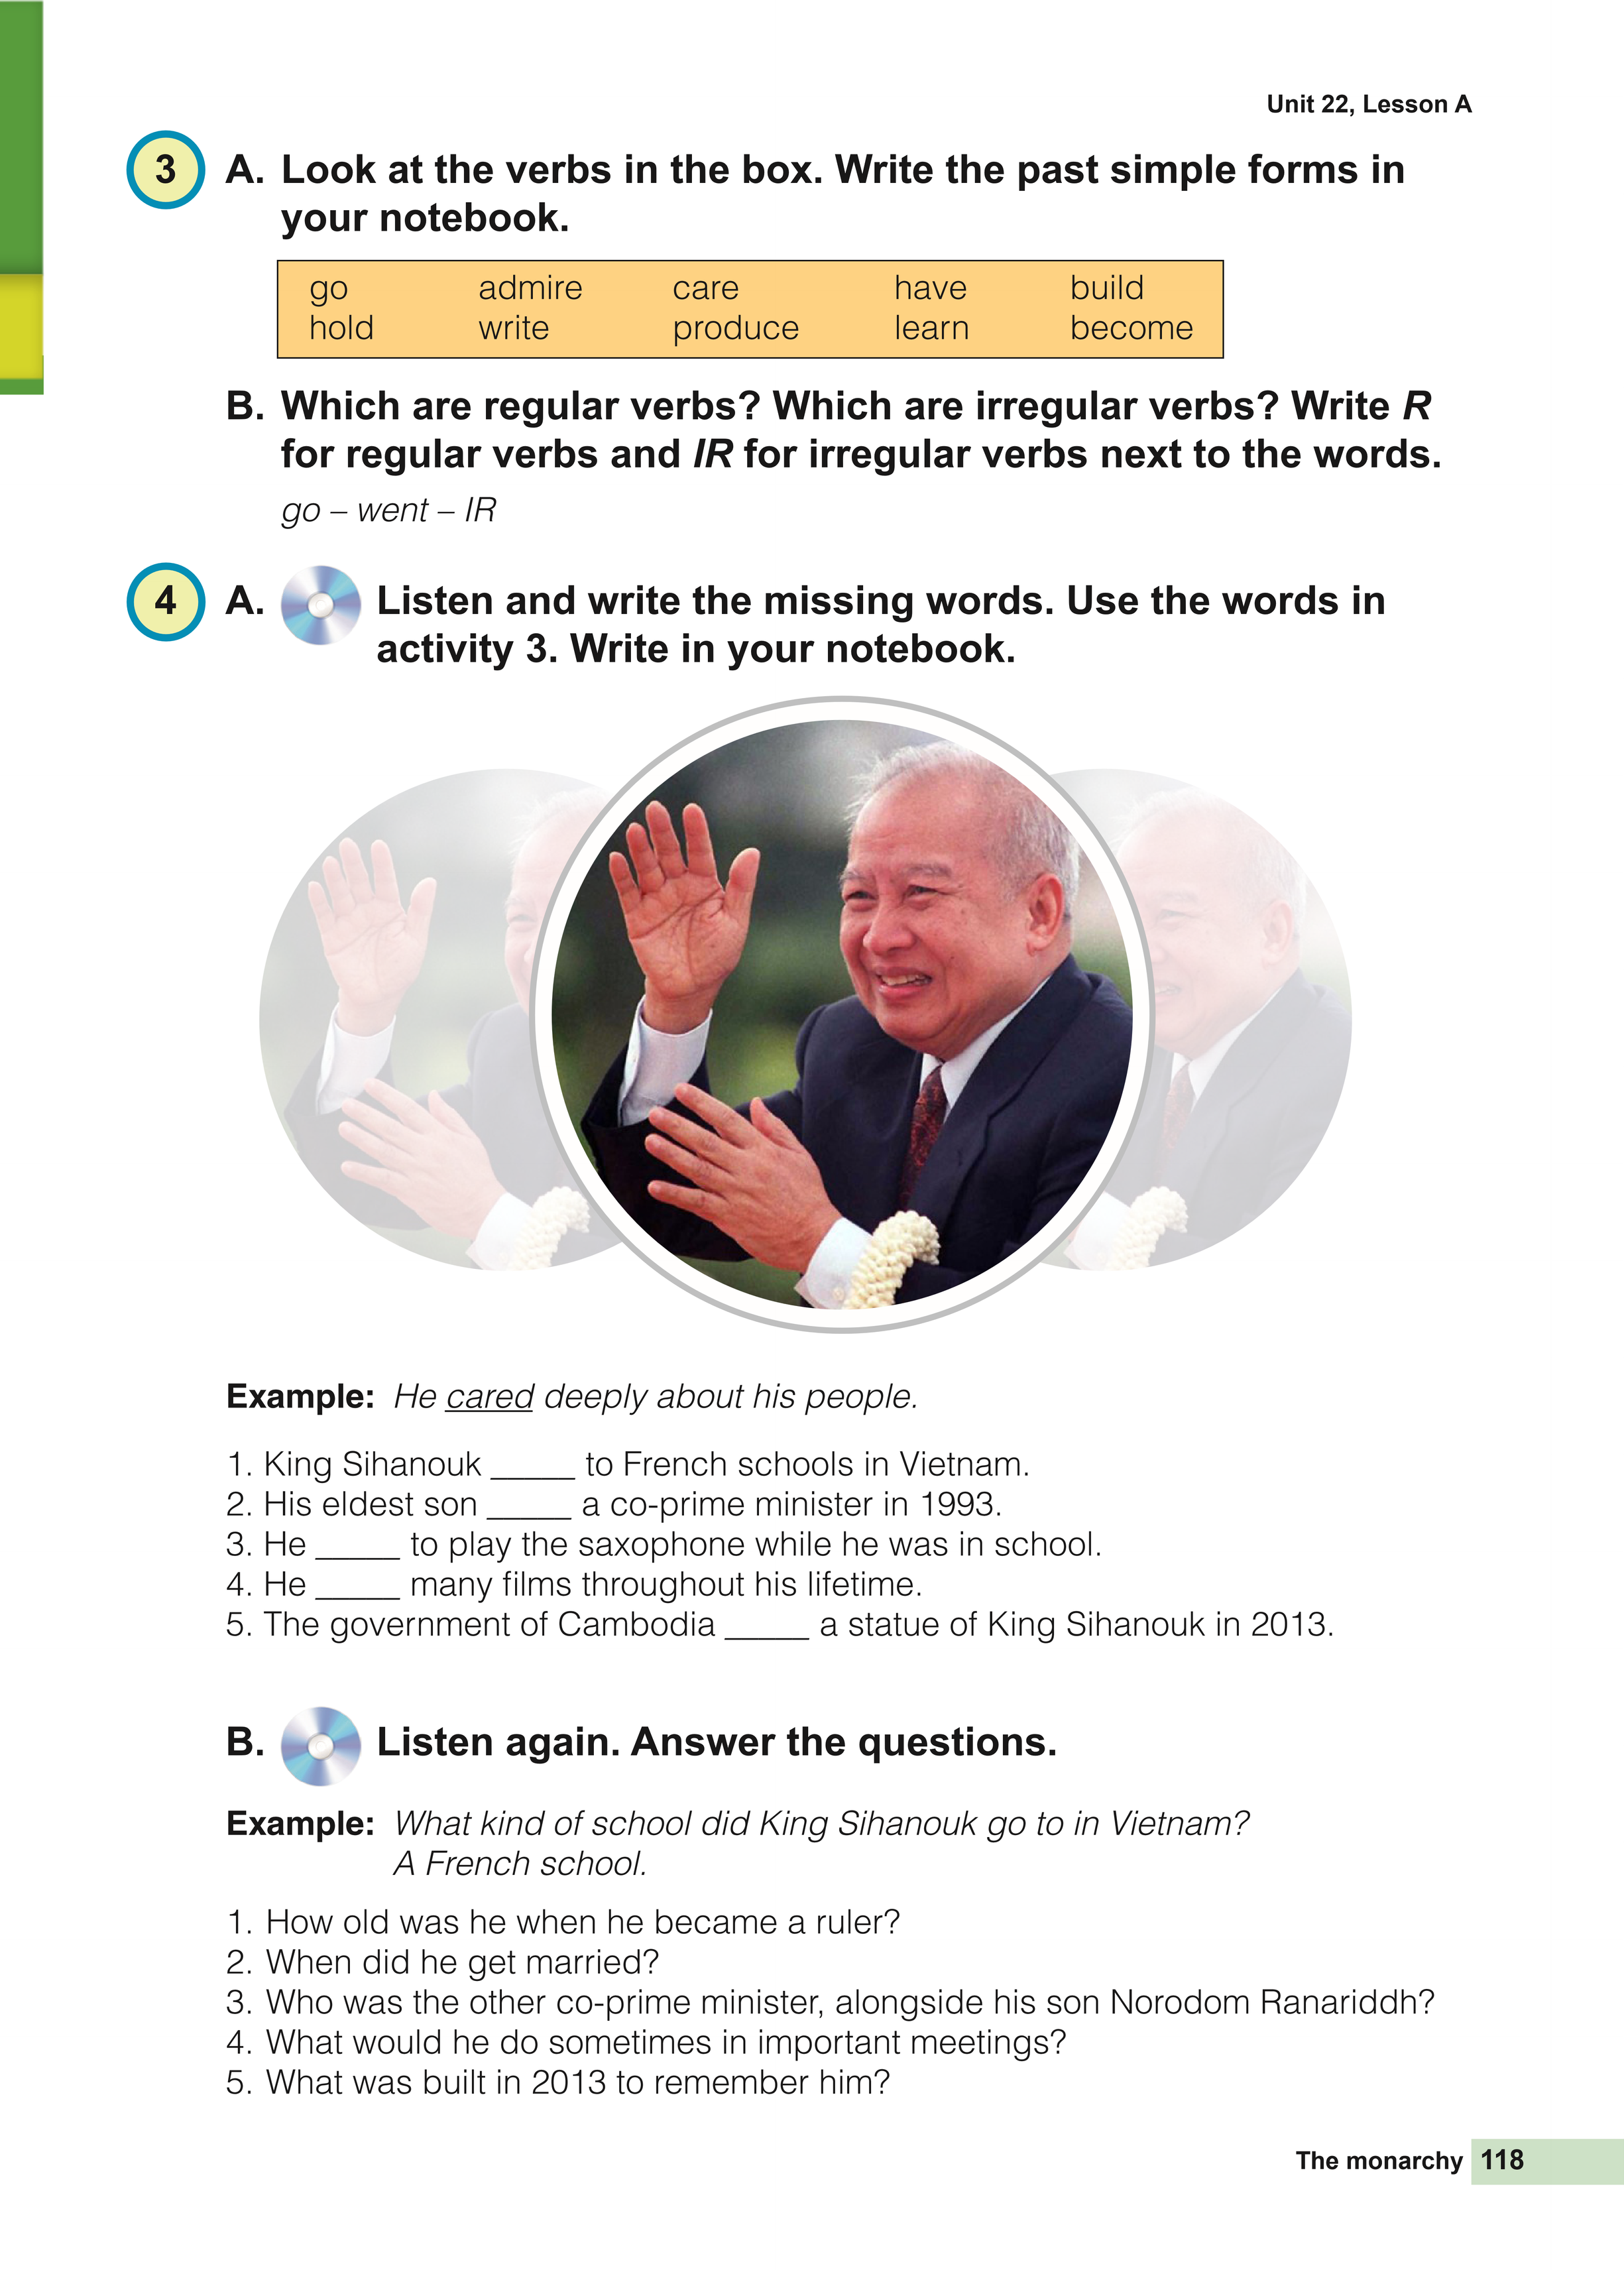 Unit 22, Lesson A
3 A. Look at the verbs in the box. Write the past simple forms in
your notebook.
go admire care have build
hold write produce learn become
B. Which are regular verbs? Which are irregular verbs? Write R
for regular verbs and IR for irregular verbs next to the words.
go – went – IR
4 A. Listen and write the missing words. Use the words in
activity 3. Write in your notebook.
Example: He cared deeply about his people.
1. King Sihanouk _____ to French schools in Vietnam.
2. His eldest son _____ a co-prime minister in 1993.
3. He _____ to play the saxophone while he was in school.
4. He _____ many films throughout his lifetime.
5. The government of Cambodia _____ a statue of King Sihanouk in 2013.
B. Listen again. Answer the questions.
Example: What kind of school did King Sihanouk go to in Vietnam?
A French school.
1. How old was he when he became a ruler?
2. When did he get married?
3. Who was the other co-prime minister, alongside his son Norodom Ranariddh?
4. What would he do sometimes in important meetings?
5. What was built in 2013 to remember him?
The monarchy 118